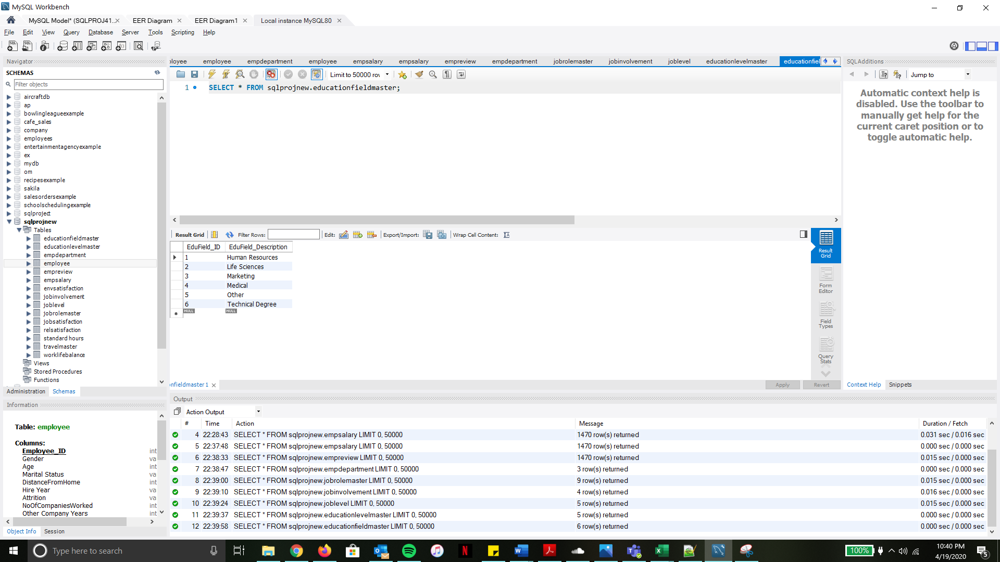 MySQL Workbench
MySQL Model* (SQLPROJ41..× EER Diagram × EER Diagram1 × Local instance MySQL80 ×
File Edit View Query Database Server Tools Scripting Help
Navigator
SCHEMAS
Filter objects
aircraftdb
ap
bowlingleagueexample
cafe_sales
company
employees
entertainmentagencyexample
ex
mydb
om
recipesexample
sakila
salesordersexample
schoolschedulingexample
sqlproject
sqlprojnew
Tables
educationfieldmaster
educationlevelmaster
empdepartment
employee
empreview
empsalary
envsatisfaction
jobinvolvement
joblevel
jobrolemaster
jobsatisfaction
relsatisfaction
standard hours
travelmaster
worklifebalance
Views
Stored Procedures
Functions
Administration Schemas
Information
Table: employee
Columns:
Employee_ID int
Gender va
Age int
Marital Status va
DistanceFromHome int
Hire Year va
Attrition va
NoOfCompaniesWorked int
Other Company Years int
Object Info Session
ployee employee empdepartment employee empsalary empsalary empreview empdepartment jobrolemaster jobinvolvement joblevel educationlevelmaster educationfiel
Limit to 50000 rov
1 SELECT * FROM sqlprojnew.educationfieldmaster;
Result Grid Filter Rows: Edit: Export/Import: Wrap Cell Content:
EduField_ID EduField_Description
1 Human Resources
2 Life Sciences
3 Marketing
4 Medical
5 Other
6 Technical Degree
NULL NULL
Result
Grid
Form
Editor
Field
Types
Query
Stats
nfieldmaster 1 × Apply Revert
SQLAdditions
Jump to
Automatic context help is
disabled. Use the toolbar to
manually get help for the
current caret position or to
toggle automatic help.
Context Help Snippets
Output
Action Output
# Time Action Message Duration / Fetch
4 22:28:43 SELECT * FROM sqlprojnew.empsalary LIMIT 0, 50000 1470 row(s) returned 0.031 sec / 0.016 sec
5 22:37:48 SELECT * FROM sqlprojnew.empsalary LIMIT 0, 50000 1470 row(s) returned 0.000 sec / 0.000 sec
6 22:38:33 SELECT * FROM sqlprojnew.empreview LIMIT 0, 50000 1470 row(s) returned 0.015 sec / 0.000 sec
7 22:38:47 SELECT * FROM sqlprojnew.empdepartment LIMIT 0, 50000 3 row(s) returned 0.000 sec / 0.000 sec
8 22:39:00 SELECT * FROM sqlprojnew.jobrolemaster LIMIT 0, 50000 9 row(s) returned 0.015 sec / 0.000 sec
9 22:39:10 SELECT * FROM sqlprojnew.jobinvolvement LIMIT 0, 50000 4 row(s) returned 0.016 sec / 0.000 sec
10 22:39:24 SELECT * FROM sqlprojnew.joblevel LIMIT 0, 50000 5 row(s) returned 0.015 sec / 0.000 sec
11 22:39:37 SELECT * FROM sqlprojnew.educationlevelmaster LIMIT 0, 50000 5 row(s) returned 0.000 sec / 0.000 sec
12 22:39:58 SELECT * FROM sqlprojnew.educationfieldmaster LIMIT 0, 50000 6 row(s) returned 0.000 sec / 0.000 sec
Type here to search
100%
10:40 PM
4/19/2020
5